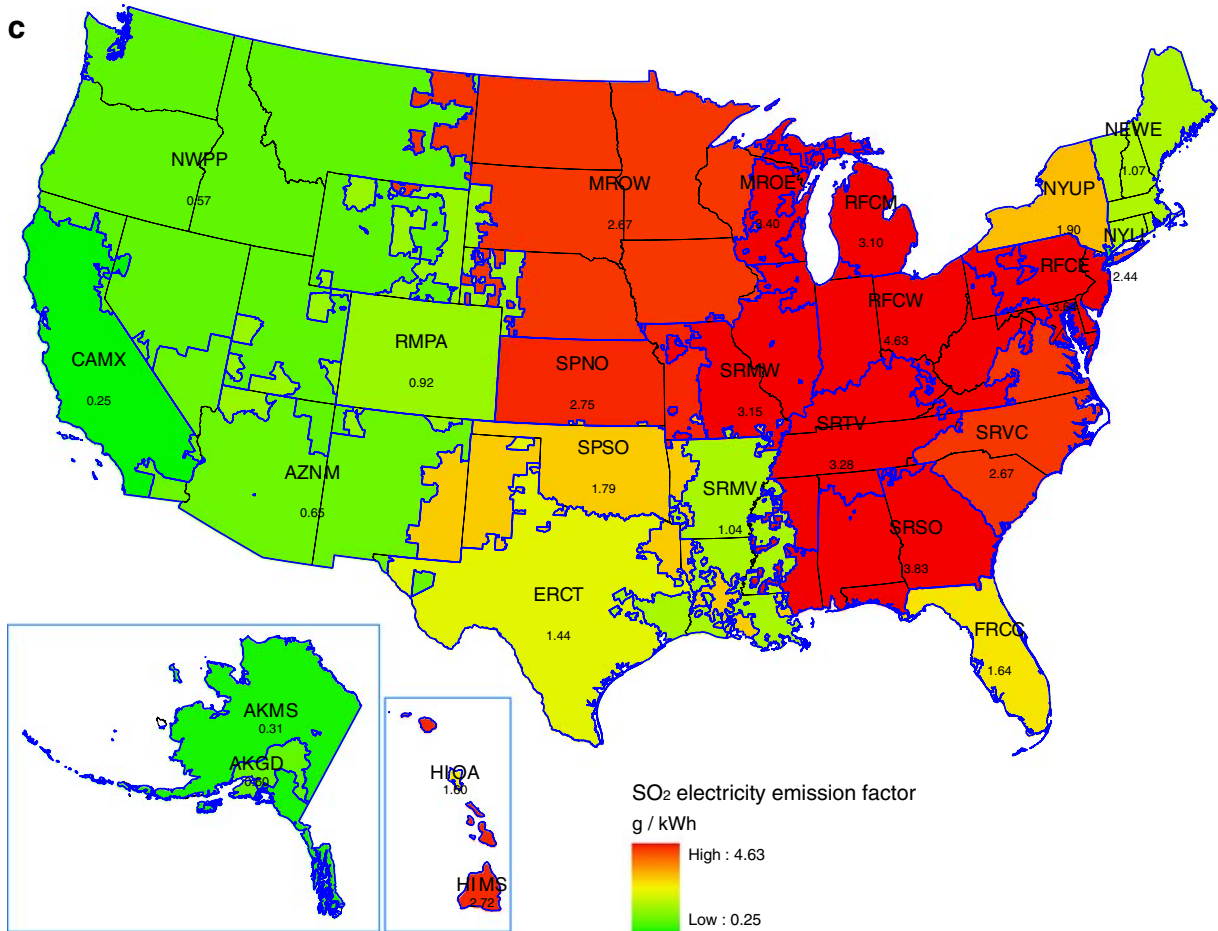 c
NEWE
1.07
NWPP
0.57
MROW
2.67
MROE
3.40
RFCM
3.10
NYUP
1.90
NYLI
2.44
RFCE
RFCW
4.63
CAMX
0.25
RMPA
0.92
SPNO
2.75
SRMW
3.15
SRTV
3.28
SRVC
2.67
AZNM
0.65
SPSO
1.79
SRMV
1.04
SRSO
3.83
ERCT
1.44
FRCC
1.64
AKMS
0.31
AKGD
HIOA
1.60
HIMS
2.72
SO₂ electricity emission factor
g / kWh
High : 4.63
Low : 0.25